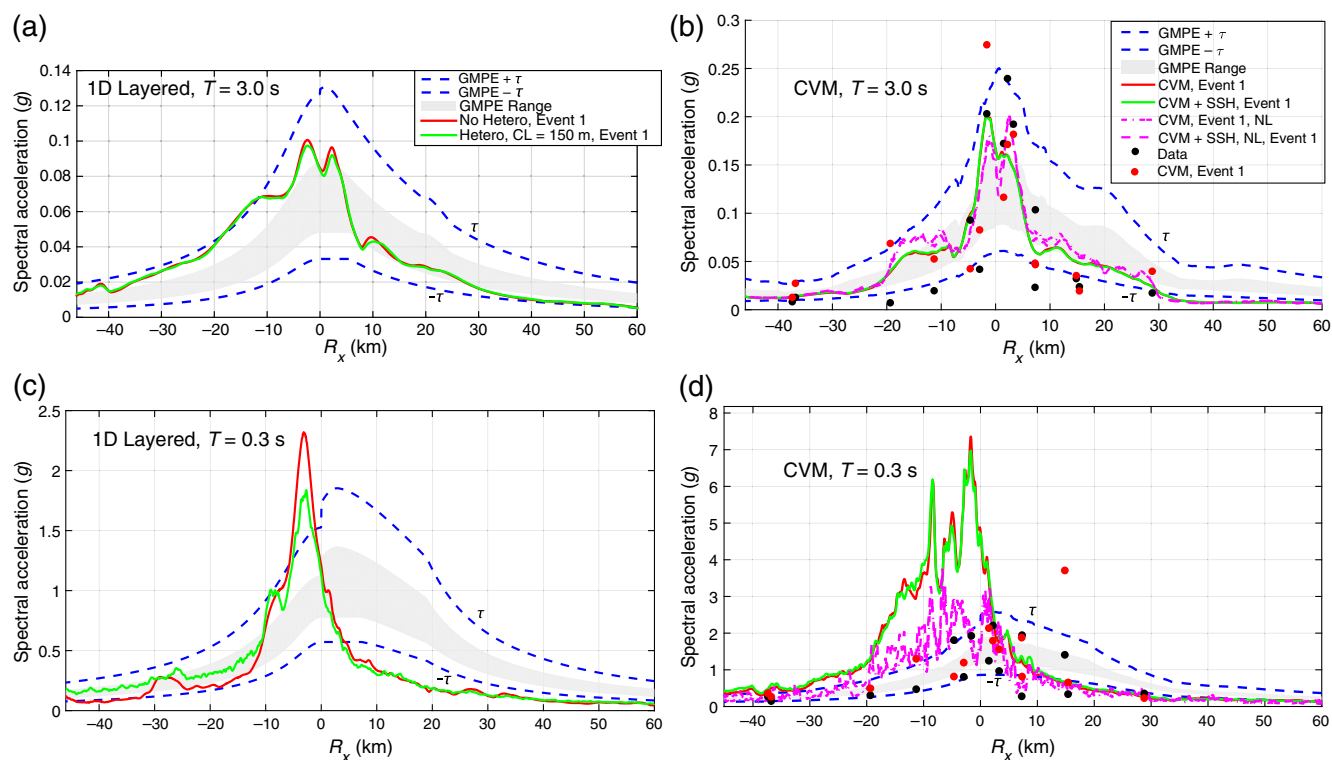 (a)
1D Layered, T = 3.0 s
GMPE + τ
GMPE − τ
GMPE Range
No Hetero, Event 1
Hetero, CL = 150 m, Event 1
Spectral acceleration (g)
0.14
0.12
0.1
0.08
0.06
0.04
0.02
0
τ
-τ
−40 −30 −20 −10 0 10 20 30 40 50 60
Rx (km)
(b)
CVM, T = 3.0 s
GMPE + τ
GMPE − τ
GMPE Range
CVM, Event 1
CVM + SSH, Event 1
CVM, Event 1, NL
CVM + SSH, NL, Event 1
Data
CVM, Event 1
Spectral acceleration (g)
0.3
0.25
0.2
0.15
0.1
0.05
0
τ
-τ
−40 −30 −20 −10 0 10 20 30 40 50 60
Rx (km)
(c)
1D Layered, T = 0.3 s
Spectral acceleration (g)
2.5
2
1.5
1
0.5
0
τ
-τ
−40 −30 −20 −10 0 10 20 30 40 50 60
Rx (km)
(d)
CVM, T = 0.3 s
Spectral acceleration (g)
8
7
6
5
4
3
2
1
0
τ
−τ
−40 −30 −20 −10 0 10 20 30 40 50 60
Rx (km)